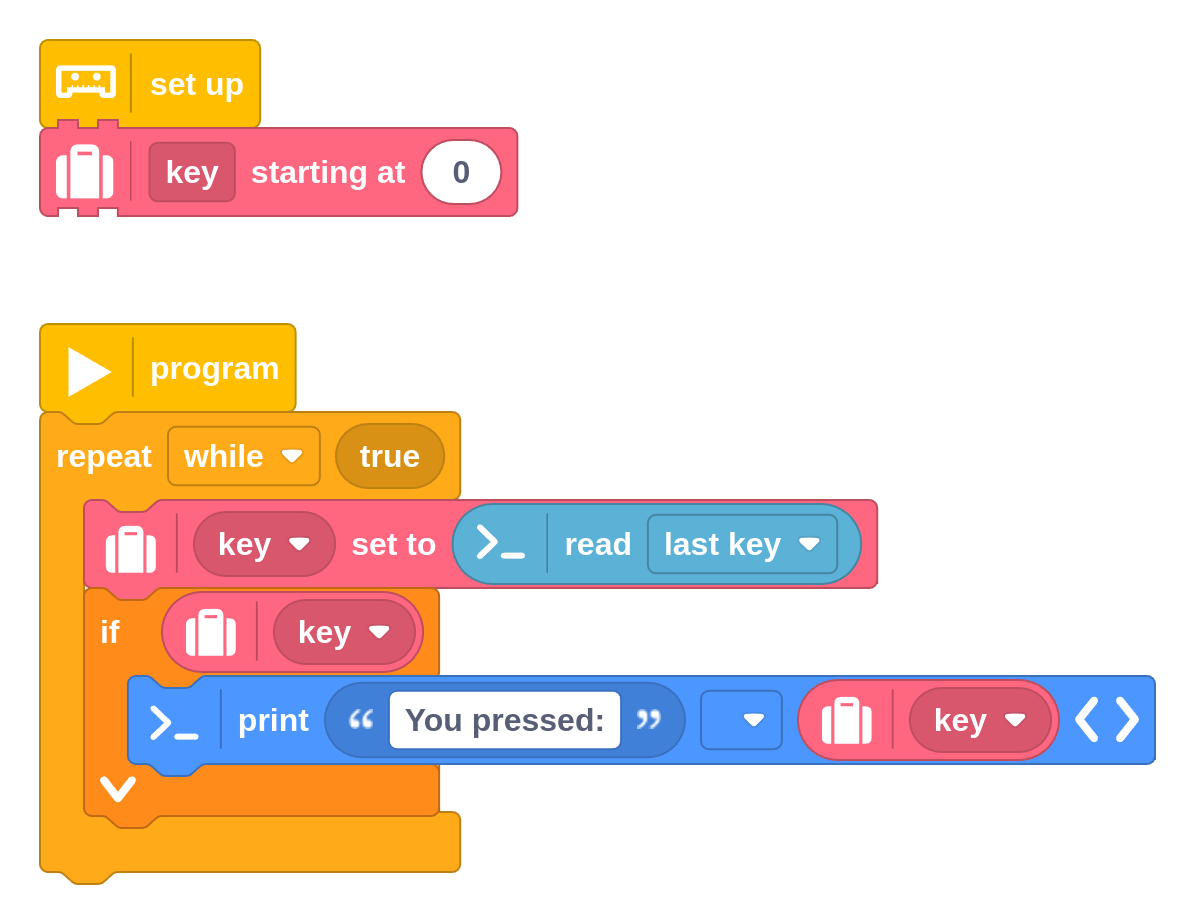 set up
key starting at 0
program
repeat while true
key set to read last key
if key
print “ You pressed: ” key